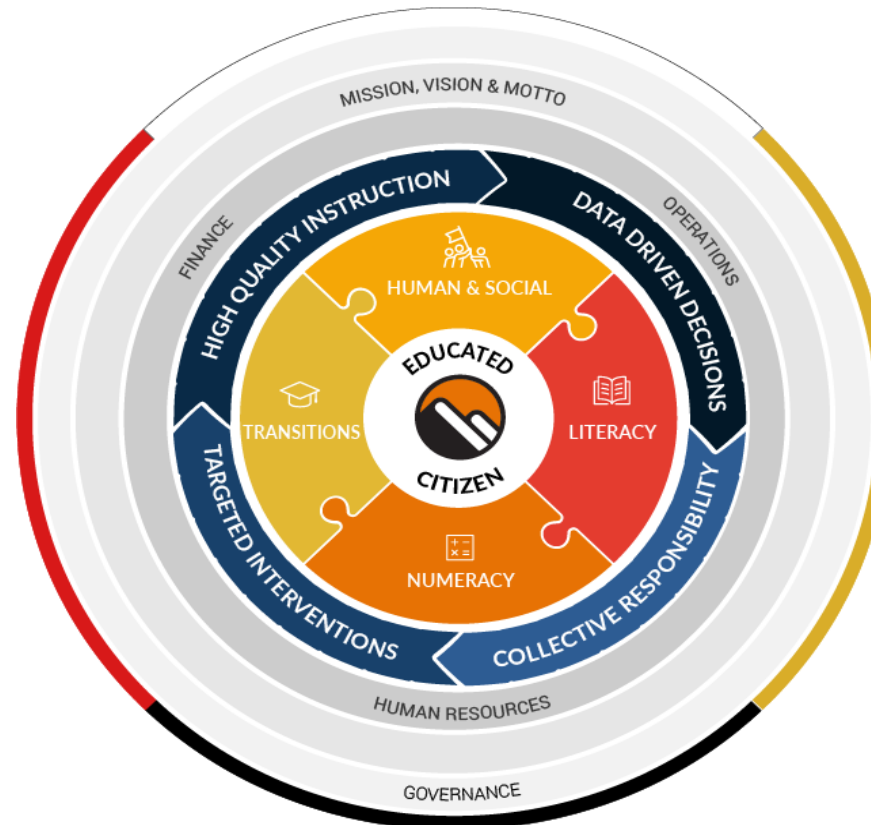 MISSION, VISION & MOTTO
FINANCE
OPERATIONS
HIGH QUALITY INSTRUCTION
DATA DRIVEN DECISIONS
HUMAN & SOCIAL
EDUCATED
CITIZEN
TRANSITIONS
LITERACY
NUMERACY
TARGETED INTERVENTIONS
COLLECTIVE RESPONSIBILITY
HUMAN RESOURCES
GOVERNANCE